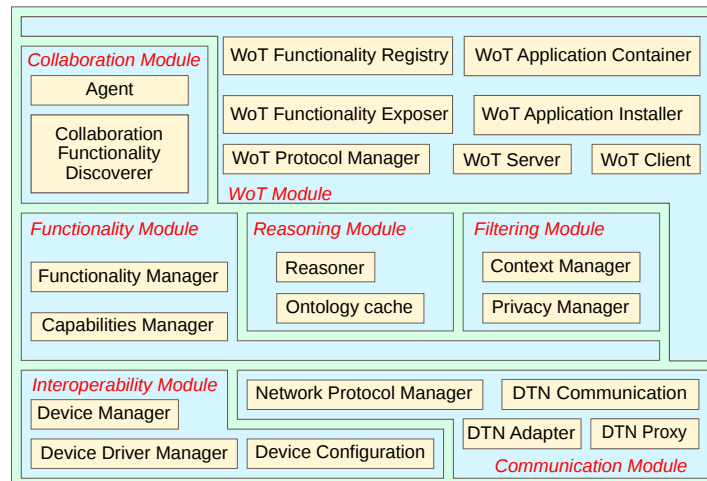 Collaboration Module
Agent
Collaboration
Functionality
Discoverer
WoT Functionality Registry
WoT Application Container
WoT Functionality Exposer
WoT Application Installer
WoT Protocol Manager
WoT Server
WoT Client
WoT Module
Functionality Module
Functionality Manager
Capabilities Manager
Reasoning Module
Reasoner
Ontology cache
Filtering Module
Context Manager
Privacy Manager
Interoperability Module
Device Manager
Device Driver Manager
Device Configuration
Network Protocol Manager
DTN Communication
DTN Adapter
DTN Proxy
Communication Module